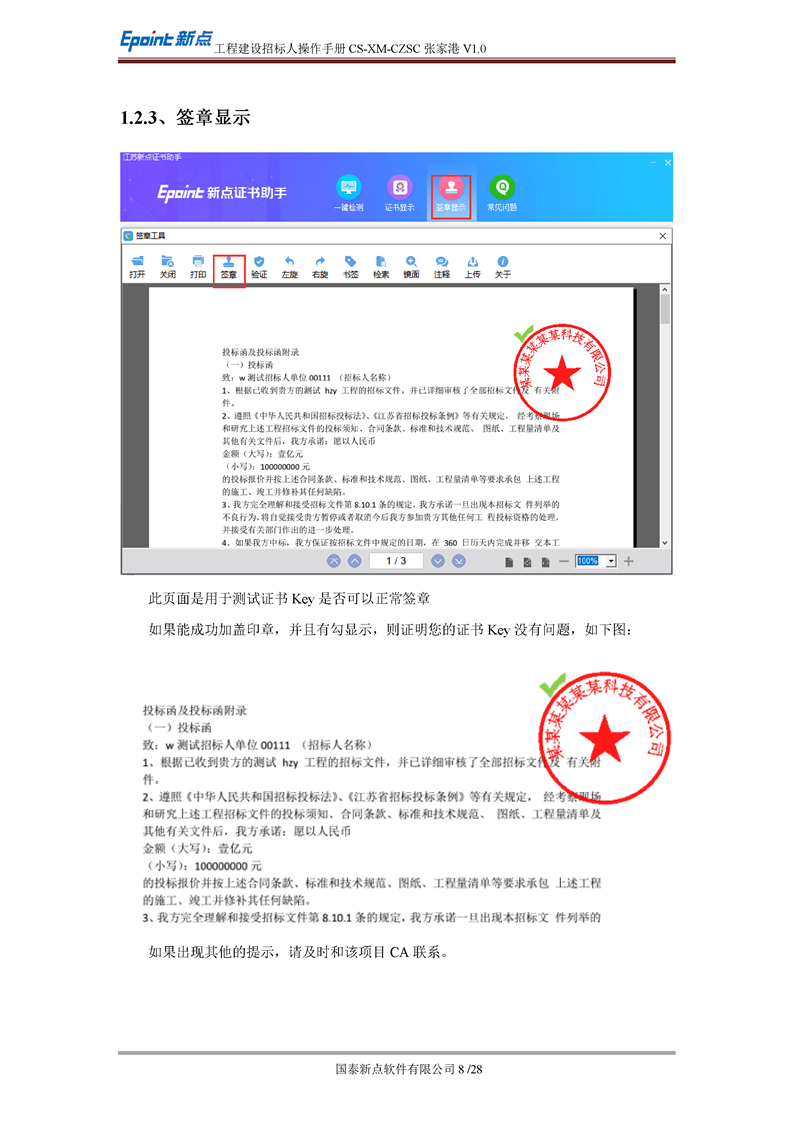 Epoint 新点 工程建设招标人操作手册 CS-XM-CZSC 张家港 V1.0
1.2.3、签章显示
江苏新点证书助手
Epoint 新点证书助手
一键检测 证书显示 签章显示 常见问题
签章工具
打开 关闭 打印 签章 验证 左旋 右旋 书签 检索 镜面 注释 上传 关于
投标函及投标函附录
（一）投标函
致：w 测试招标人单位 00111 （招标人名称）
1、根据已收到贵方的测试 hzy 工程的招标文件，并已详细审核了全部招标文件及 有关附
件。
2、遵照《中华人民共和国招标投标法》、《江苏省招标投标条例》等有关规定， 经考察现场
和研究上述工程招标文件的投标须知、合同条款、标准和技术规范、 图纸、工程量清单及
其他有关文件后，我方承诺：愿以人民币
金额（大写）：壹亿元
（小写）：100000000 元
的投标报价并按上述合同条款、标准和技术规范、图纸、工程量清单等要求承包 上述工程
的施工、竣工并修补其任何缺陷。
3、我方完全理解和接受招标文件第 8.10.1 条的规定，我方承诺一旦出现本招标文 件列举的
不良行为，将自觉接受贵方暂停或者取消今后我方参加贵方其他任何工 程投标资格的处理，
并接受有关部门作出的进一步处理。
4、如果我方中标，我方保证按招标文件中规定的日期，在 360 日历天内完成并移 交本工
某某某某某科技有限公司
1 / 3
100%
此页面是用于测试证书 Key 是否可以正常签章
如果能成功加盖印章，并且有勾显示，则证明您的证书 Key 没有问题，如下图：
投标函及投标函附录
（一）投标函
致：w 测试招标人单位 00111 （招标人名称）
1、根据已收到贵方的测试 hzy 工程的招标文件，并已详细审核了全部招标文件及 有关附
件。
2、遵照《中华人民共和国招标投标法》、《江苏省招标投标条例》等有关规定， 经考察现场
和研究上述工程招标文件的投标须知、合同条款、标准和技术规范、 图纸、工程量清单及
其他有关文件后，我方承诺：愿以人民币
金额（大写）：壹亿元
（小写）：100000000 元
的投标报价并按上述合同条款、标准和技术规范、图纸、工程量清单等要求承包 上述工程
的施工、竣工并修补其任何缺陷。
3、我方完全理解和接受招标文件第 8.10.1 条的规定，我方承诺一旦出现本招标文 件列举的
某某某某某科技有限公司
如果出现其他的提示，请及时和该项目 CA 联系。
国泰新点软件有限公司 8 /28